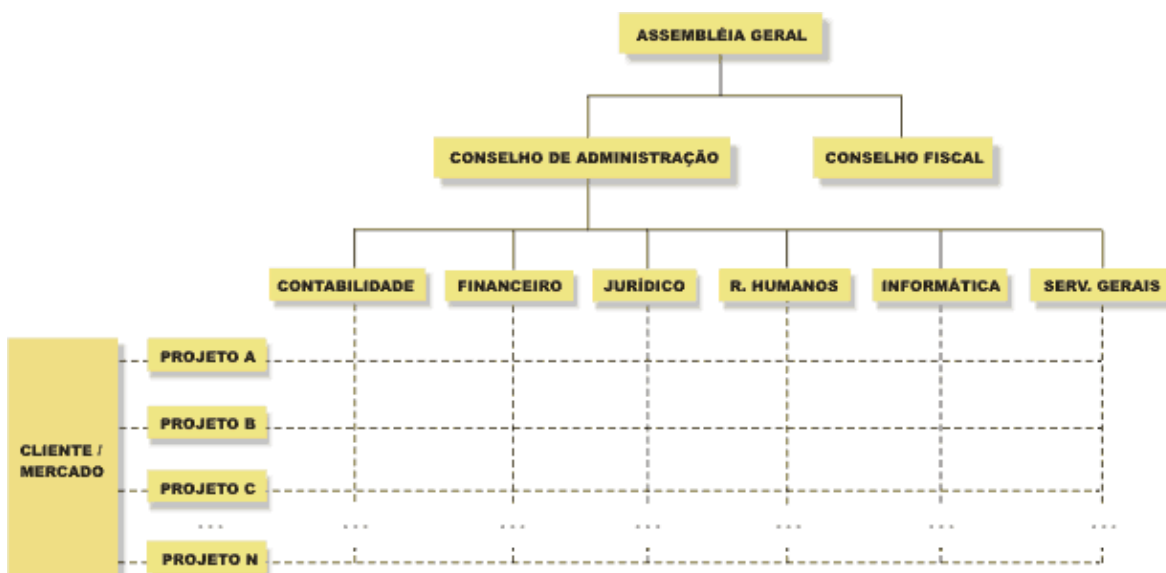 ASSEMBLÉIA GERAL
CONSELHO DE ADMINISTRAÇÃO
CONSELHO FISCAL
CONTABILIDADE
FINANCEIRO
JURÍDICO
R. HUMANOS
INFORMÁTICA
SERV. GERAIS
CLIENTE /
MERCADO
PROJETO A
PROJETO B
PROJETO C
... ... ... ... ... ... ...
PROJETO N